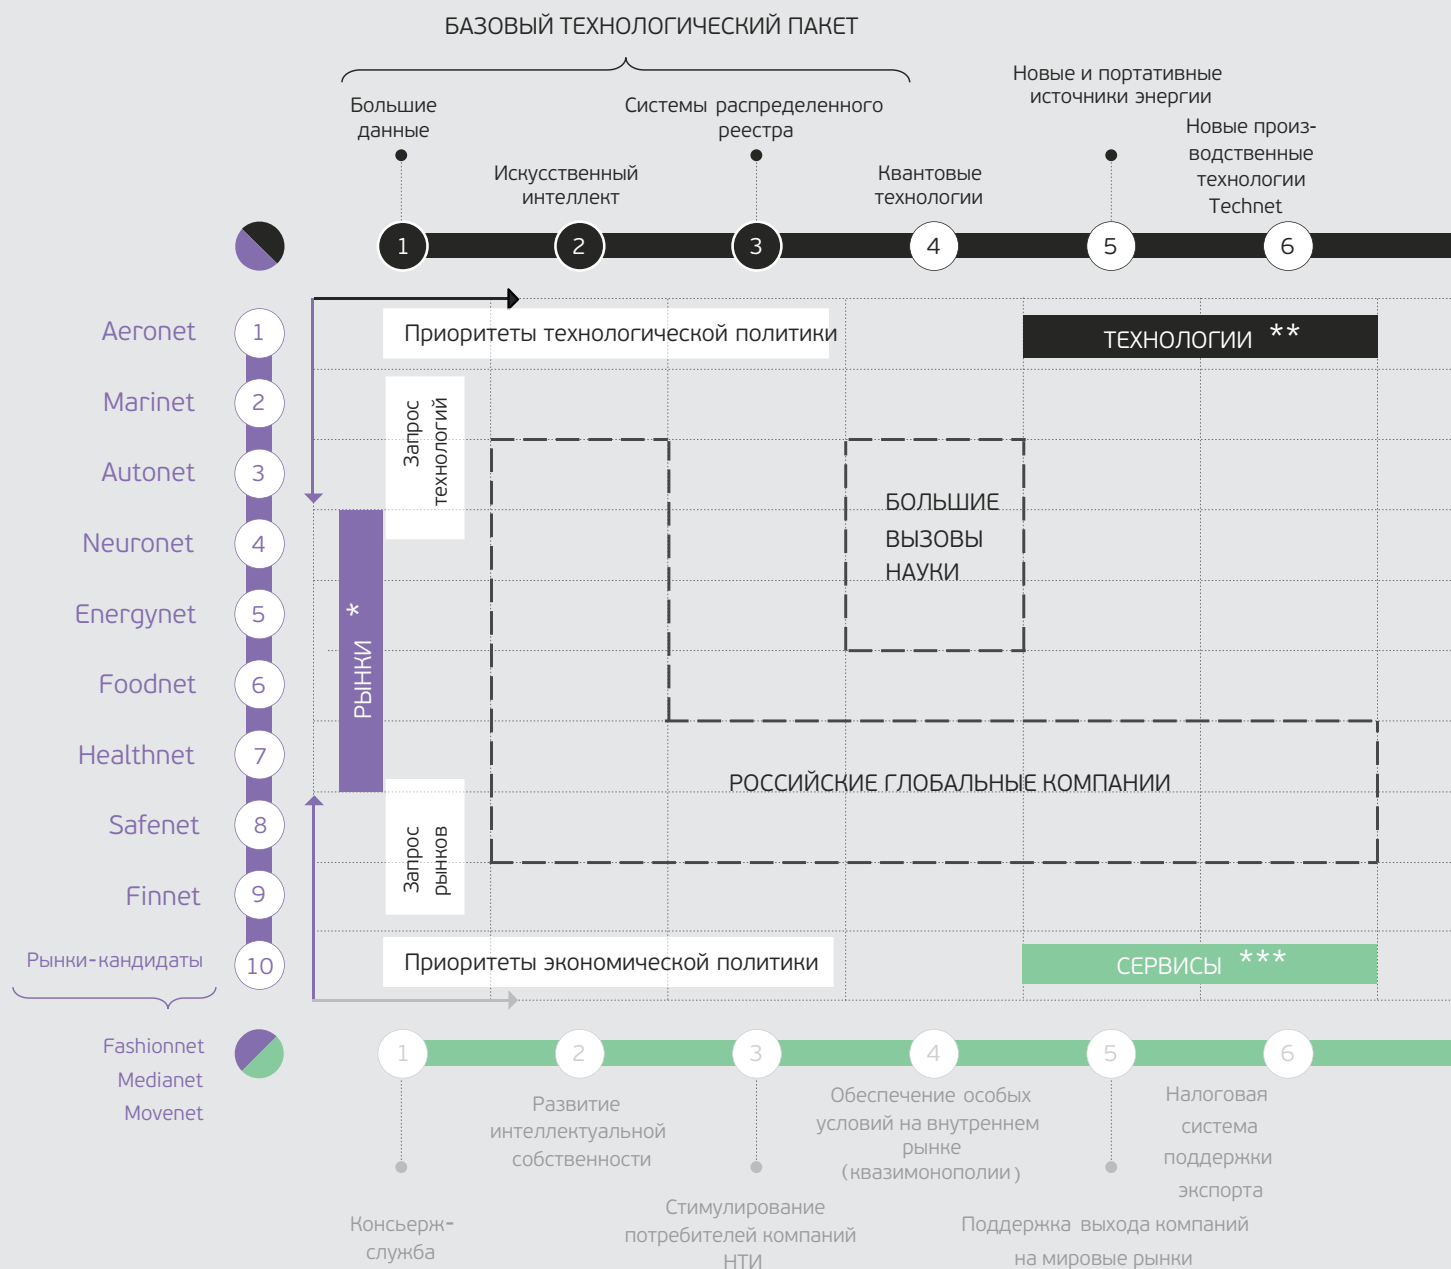 БАЗОВЫЙ ТЕХНОЛОГИЧЕСКИЙ ПАКЕТ
Большие
данные
Искусственный
интеллект
Системы распределенного
реестра
Квантовые
технологии
Новые и портативные
источники энергии
Новые произ-
водственные
технологии
Technet
1
2
3
4
5
6
Aeronet
1
Marinet
2
Autonet
3
Neuronet
4
Energynet
5
Foodnet
6
Healthnet
7
Safenet
8
Finnet
9
Рынки-кандидаты
10
Fashionnet
Medianet
Movenet
Приоритеты технологической политики
ТЕХНОЛОГИИ **
Запрос
технологий
РЫНКИ *
БОЛЬШИЕ
ВЫЗОВЫ
НАУКИ
РОССИЙСКИЕ ГЛОБАЛЬНЫЕ КОМПАНИИ
Запрос
рынков
Приоритеты экономической политики
СЕРВИСЫ ***
1
2
3
4
5
6
Консьерж-
служба
Развитие
интеллектуальной
собственности
Стимулирование
потребителей компаний
НТИ
Обеспечение особых
условий на внутреннем
рынке
(квазимонополии)
Поддержка выхода компаний
на мировые рынки
Налоговая
система
поддержки
экспорта